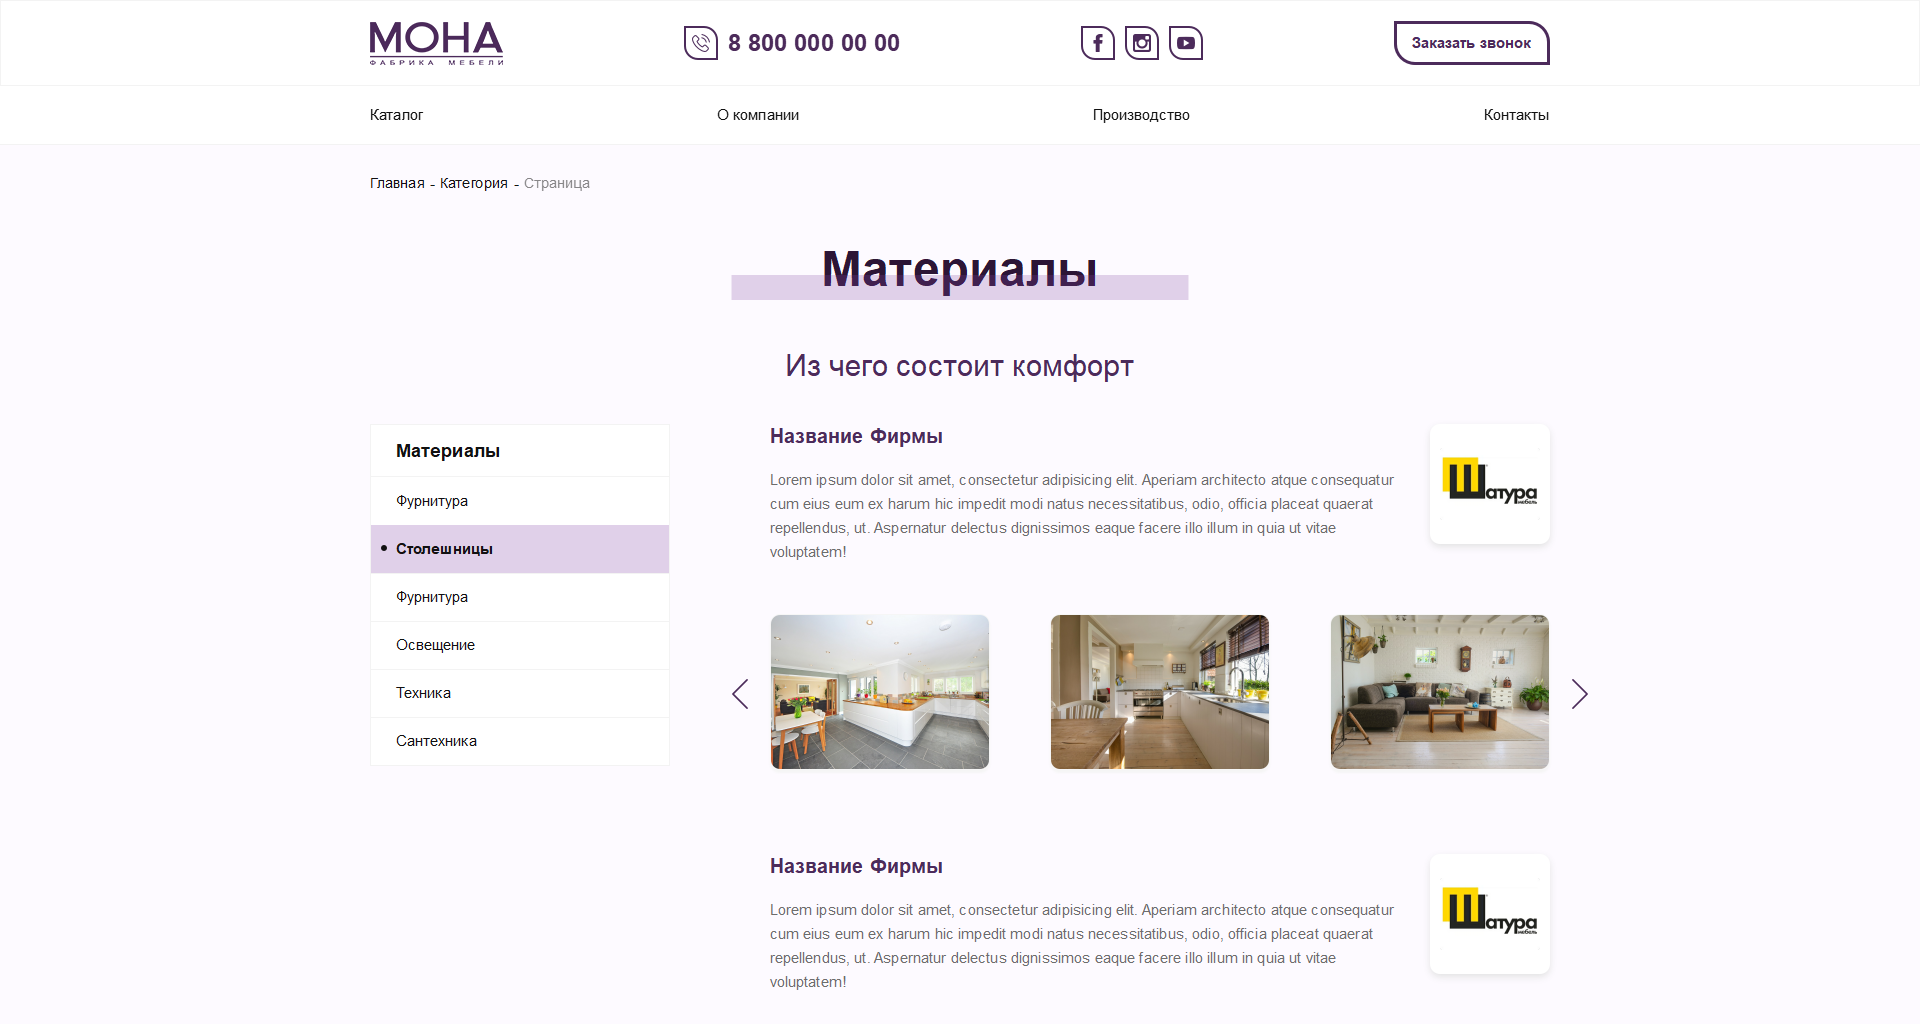 МОНА
ФАБРИКА МЕБЕЛИ
8 800 000 00 00
Заказать звонок
Каталог
О компании
Производство
Контакты
Главная - Категория - Страница
Материалы
Из чего состоит комфорт
Материалы
Фурнитура
• Столешницы
Фурнитура
Освещение
Техника
Сантехника
Название Фирмы
Lorem ipsum dolor sit amet, consectetur adipisicing elit. Aperiam architecto atque consequatur
cum eius eum ex harum hic impedit modi natus necessitatibus, odio, officia placeat quaerat
repellendus, ut. Aspernatur delectus dignissimos eaque facere illo illum in quia ut vitae
voluptatem!
Шатура
мебель
Название Фирмы
Lorem ipsum dolor sit amet, consectetur adipisicing elit. Aperiam architecto atque consequatur
cum eius eum ex harum hic impedit modi natus necessitatibus, odio, officia placeat quaerat
repellendus, ut. Aspernatur delectus dignissimos eaque facere illo illum in quia ut vitae
voluptatem!
Шатура
мебель